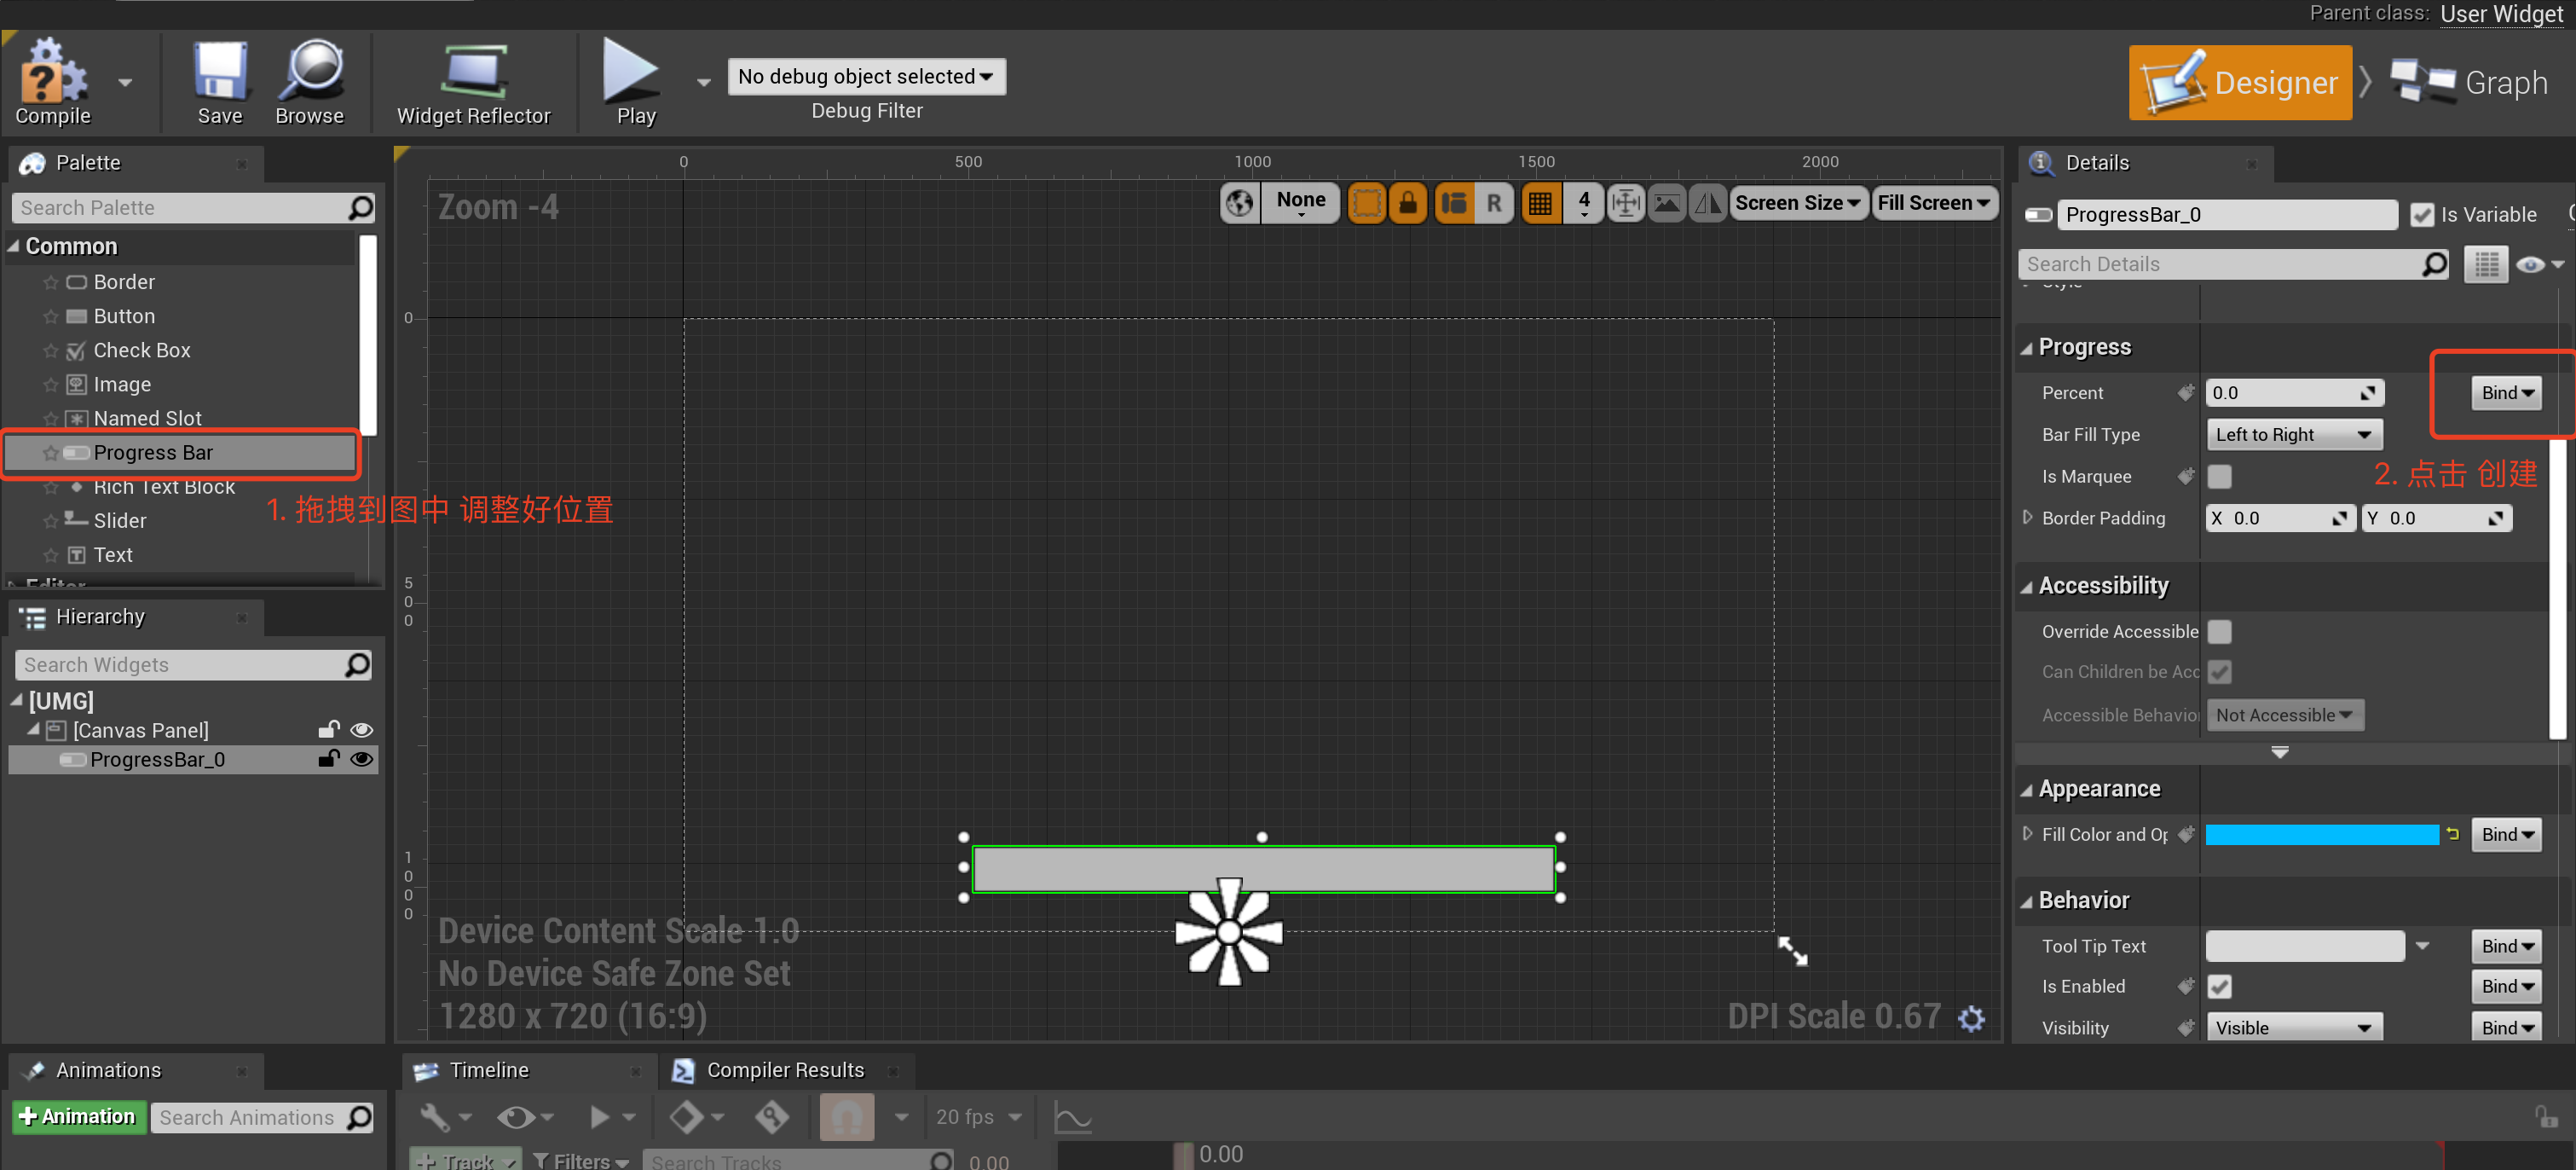 Parent class: User Widget
Compile
Save
Browse
Widget Reflector
Play
No debug object selected
Debug Filter
Designer
Graph
Palette
Search Palette
Common
Border
Button
Check Box
Image
Named Slot
Progress Bar
Rich Text Block
Slider
Text
Editor
1. 拖拽到图中 调整好位置
Hierarchy
Search Widgets
[UMG]
[Canvas Panel]
ProgressBar_0
Animations
+ Animation
Search Animations
0 500 1000 1500 2000
Zoom -4
None
R
4
Screen Size
Fill Screen
0
500
1000
Device Content Scale 1.0
No Device Safe Zone Set
1280 x 720 (16:9)
DPI Scale 0.67
Details
ProgressBar_0
Is Variable
Search Details
Style
Progress
Percent 0.0 Bind
Bar Fill Type Left to Right
Is Marquee
2. 点击 创建
Border Padding X 0.0 Y 0.0
Accessibility
Override Accessible
Can Children be Acc
Accessible Behavior Not Accessible
Appearance
Fill Color and Op Bind
Behavior
Tool Tip Text Bind
Is Enabled Bind
Visibility Visible Bind
Timeline
Compiler Results
20 fps
+ Track
Filters
Search Tracks
0.00
0.00